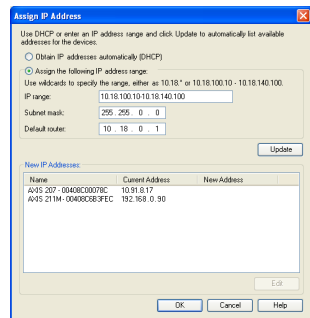 Assign IP Address
Use DHCP or enter an IP address range and click Update to automatically list available
addresses for the devices.
Obtain IP addresses automatically (DHCP)
Assign the following IP address range:
Use wildcards to specify the range, either as 10.18.* or 10.18.100.10 - 10.18.140.100.
IP range: 10.18.100.10-10.18.140.100
Subnet mask: 255 . 255 . 0 . 0
Default router: 10 . 18 . 0 . 1
Update
New IP Addresses:
Name Current Address New Address
AXIS 207 - 00408C00078C 10.91.8.17
AXIS 211M - 00408C6B3FEC 192.168.0.90
Edit
OK Cancel Help